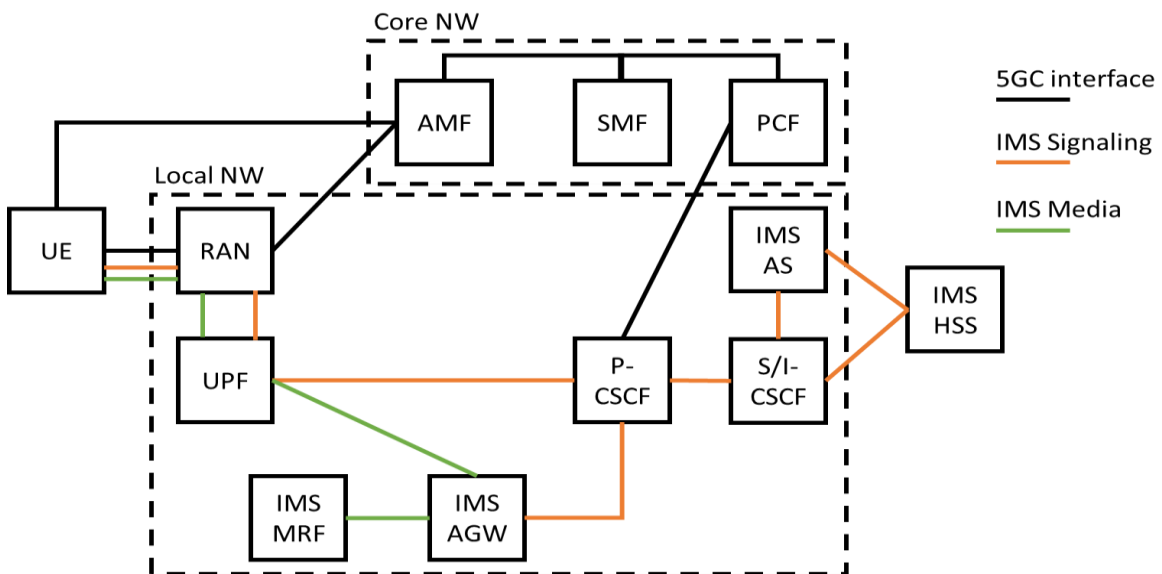 Core NW
5GC interface
AMF
SMF
PCF
IMS Signaling
Local NW
IMS Media
UE
RAN
IMS
AS
IMS
HSS
UPF
P-
CSCF
S/I-
CSCF
IMS
MRF
IMS
AGW